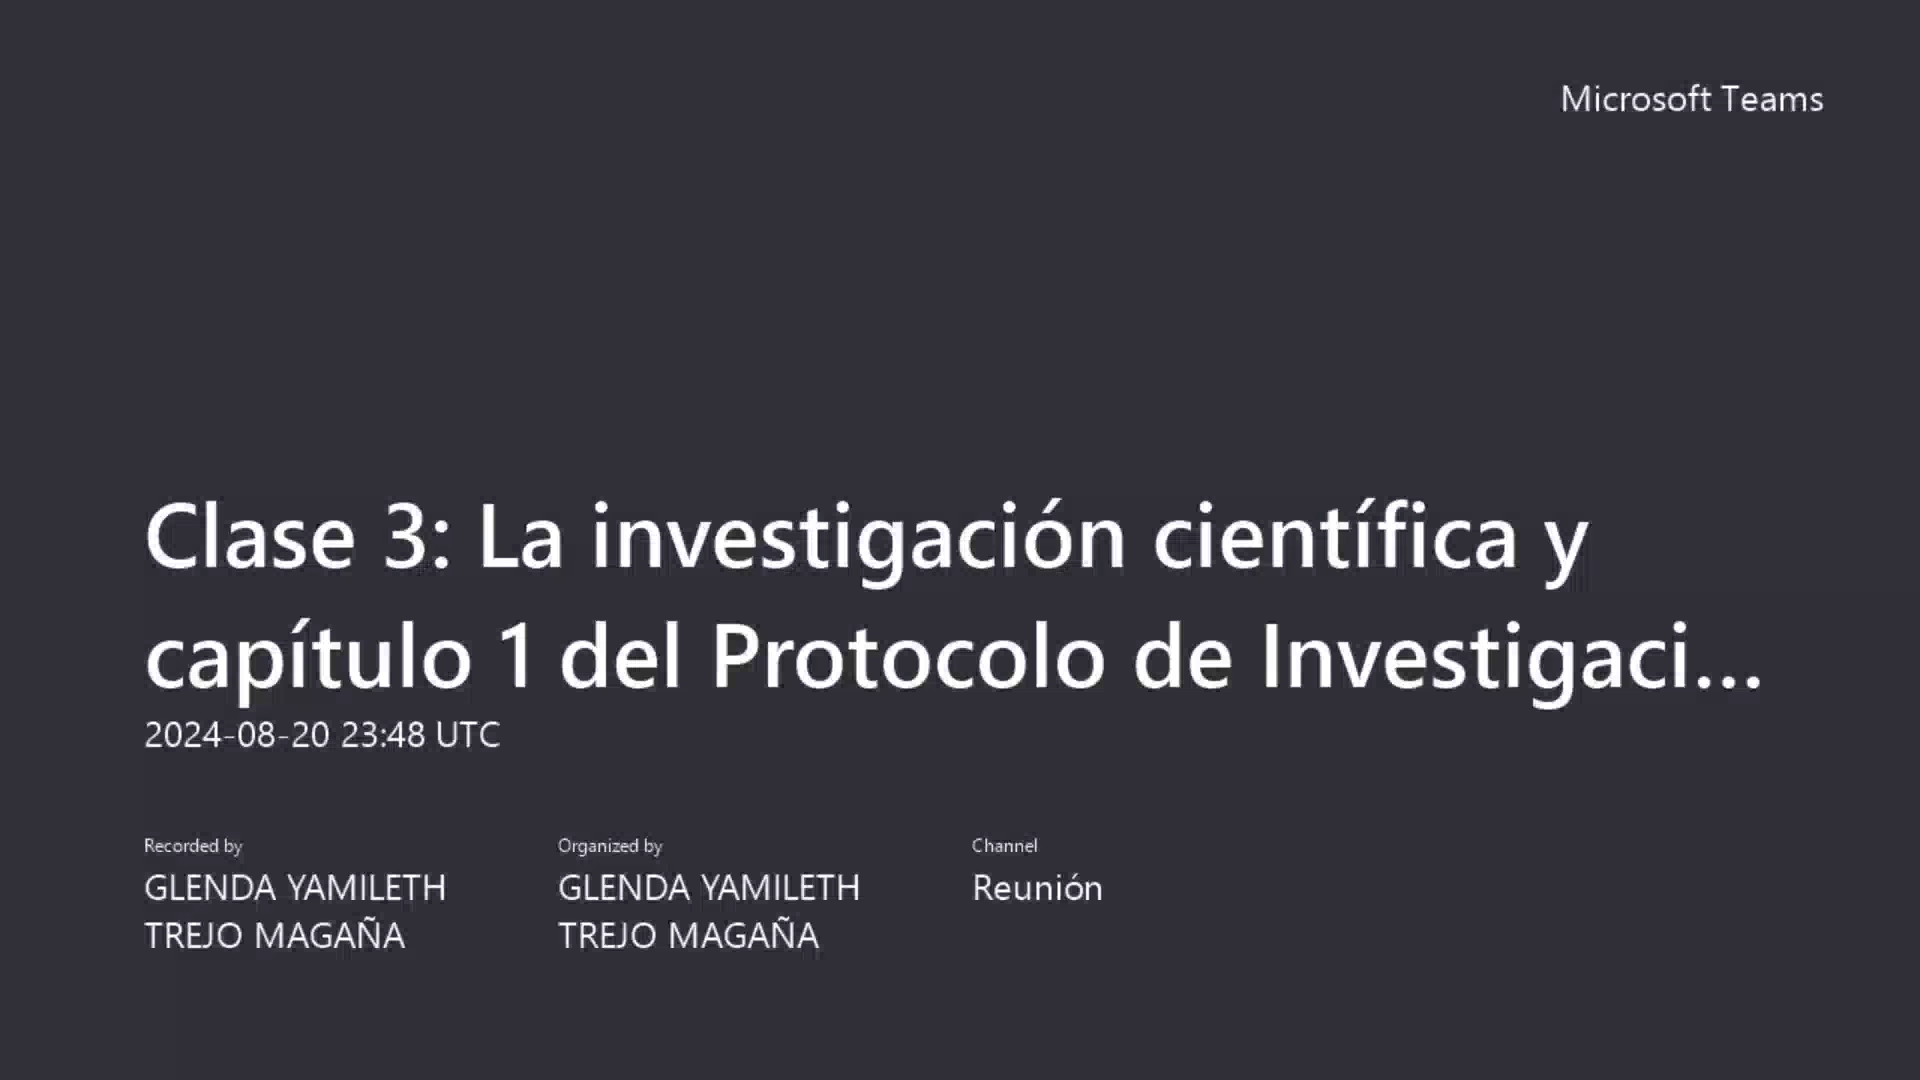 Microsoft Teams
Clase 3: La investigación científica y
capítulo 1 del Protocolo de Investigaci...
2024-08-20 23:48 UTC
Recorded by
GLENDA YAMILETH
TREJO MAGAÑA
Organized by
GLENDA YAMILETH
TREJO MAGAÑA
Channel
Reunión